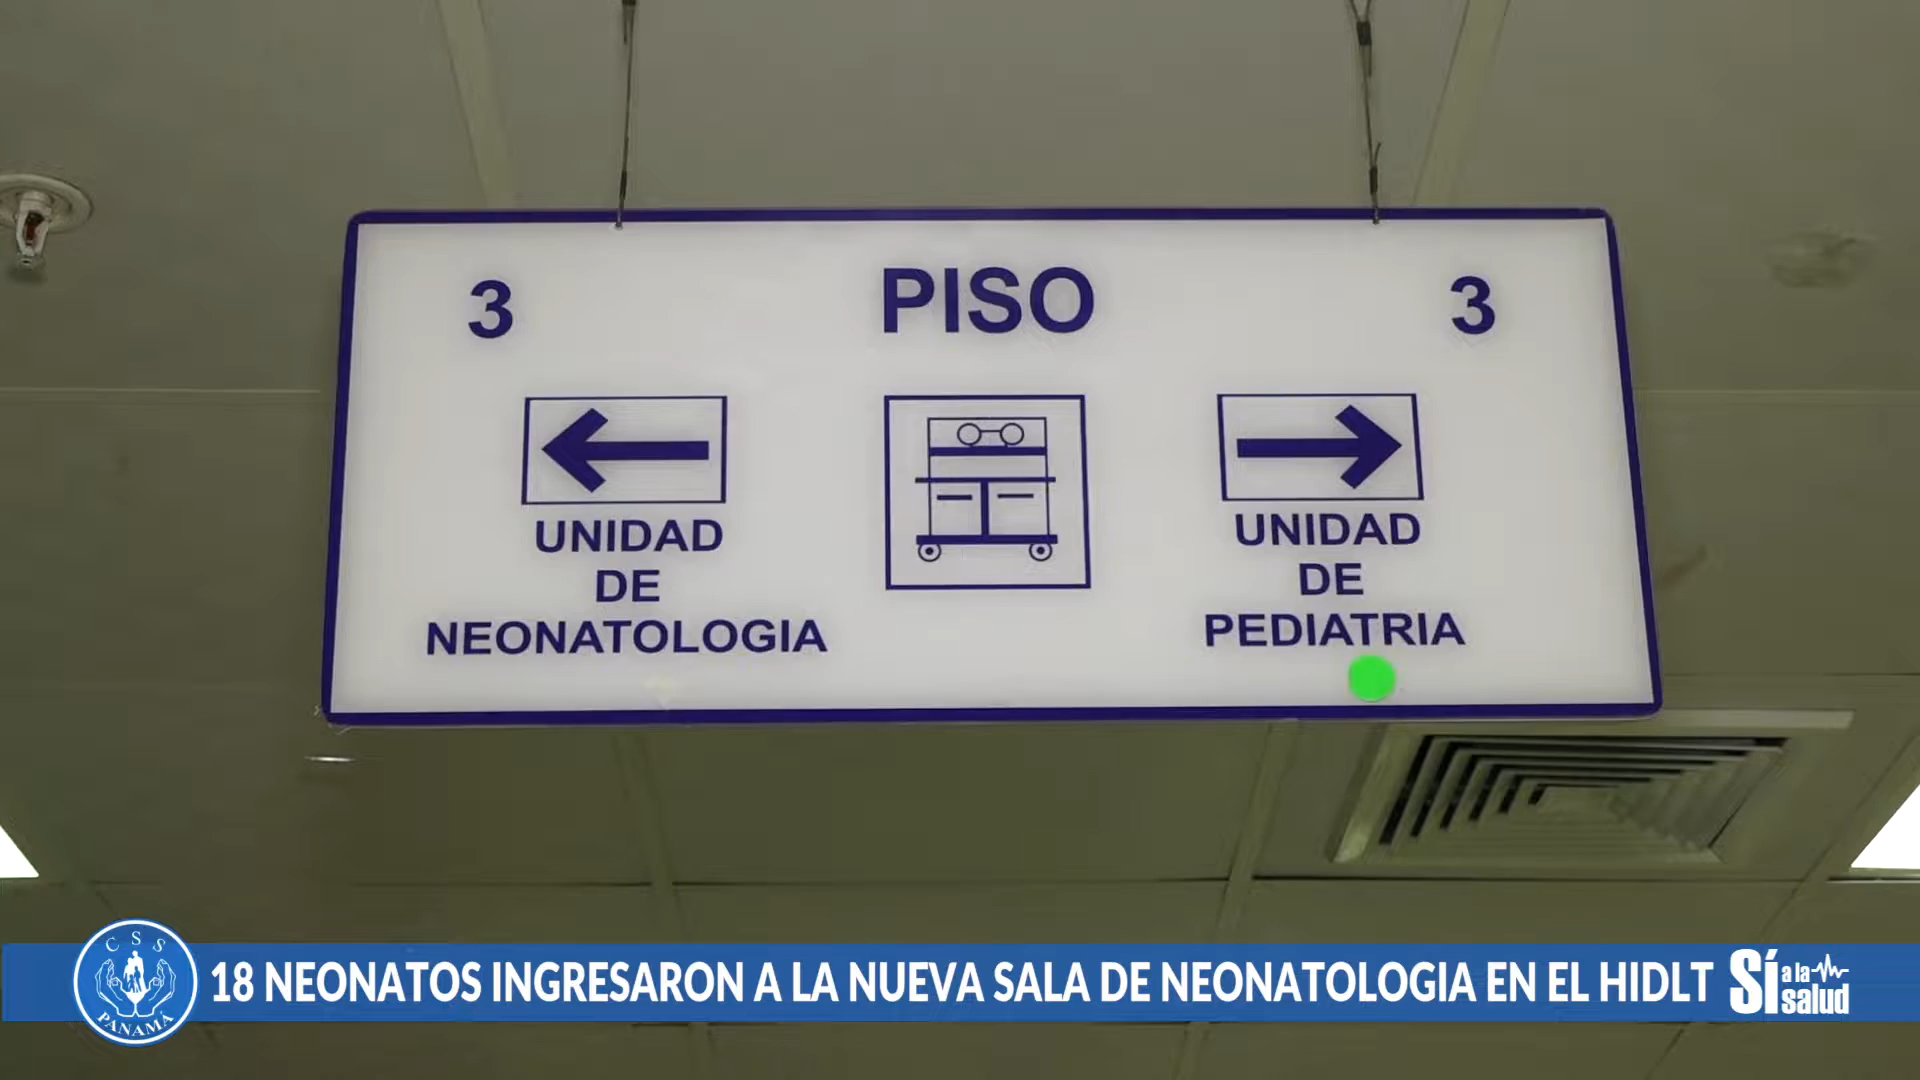 3 PISO 3
UNIDAD
DE
NEONATOLOGIA
UNIDAD
DE
PEDIATRIA
CSS
PANAMÁ
18 NEONATOS INGRESARON A LA NUEVA SALA DE NEONATOLOGIA EN EL HIDLT
Sí a la salud